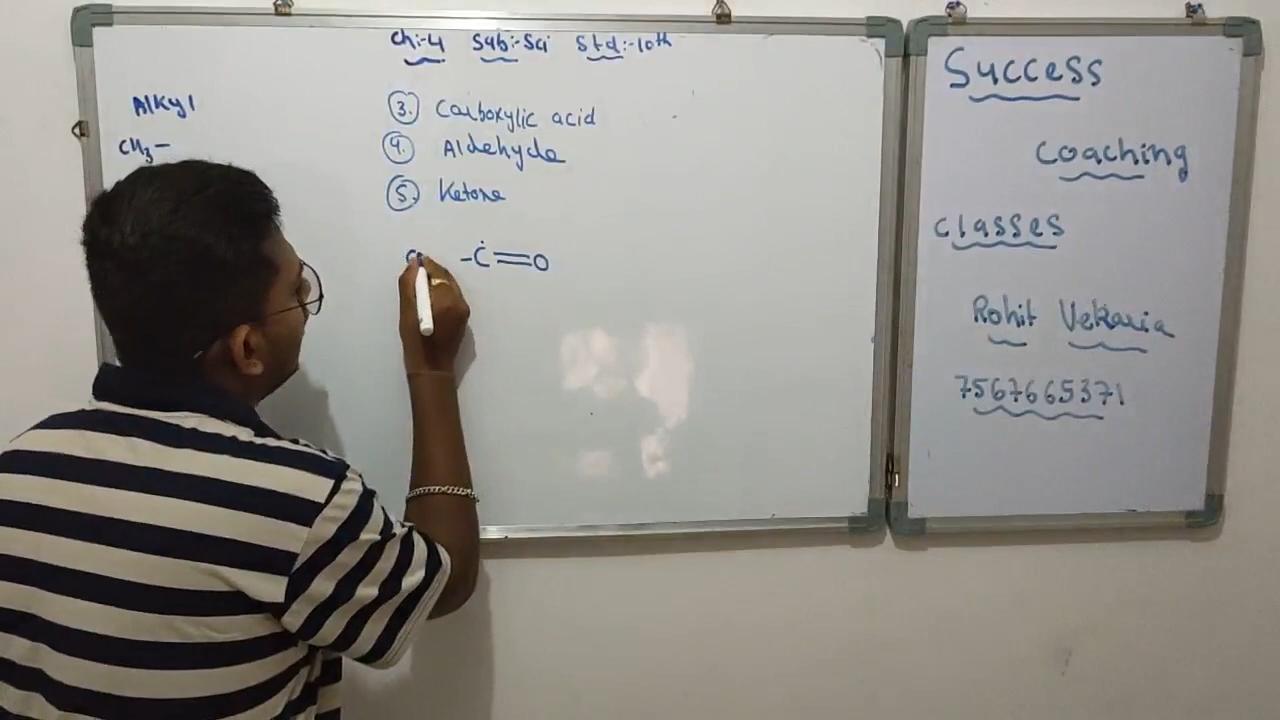 Ch:-4 Sub:-Sci Std:-10th
Alkyl
CH3-
3. Carboxylic acid
4. Aldehyde
5. Ketone
-C=O
Success
Coaching
Classes
Rohit Vekaria
7567665371